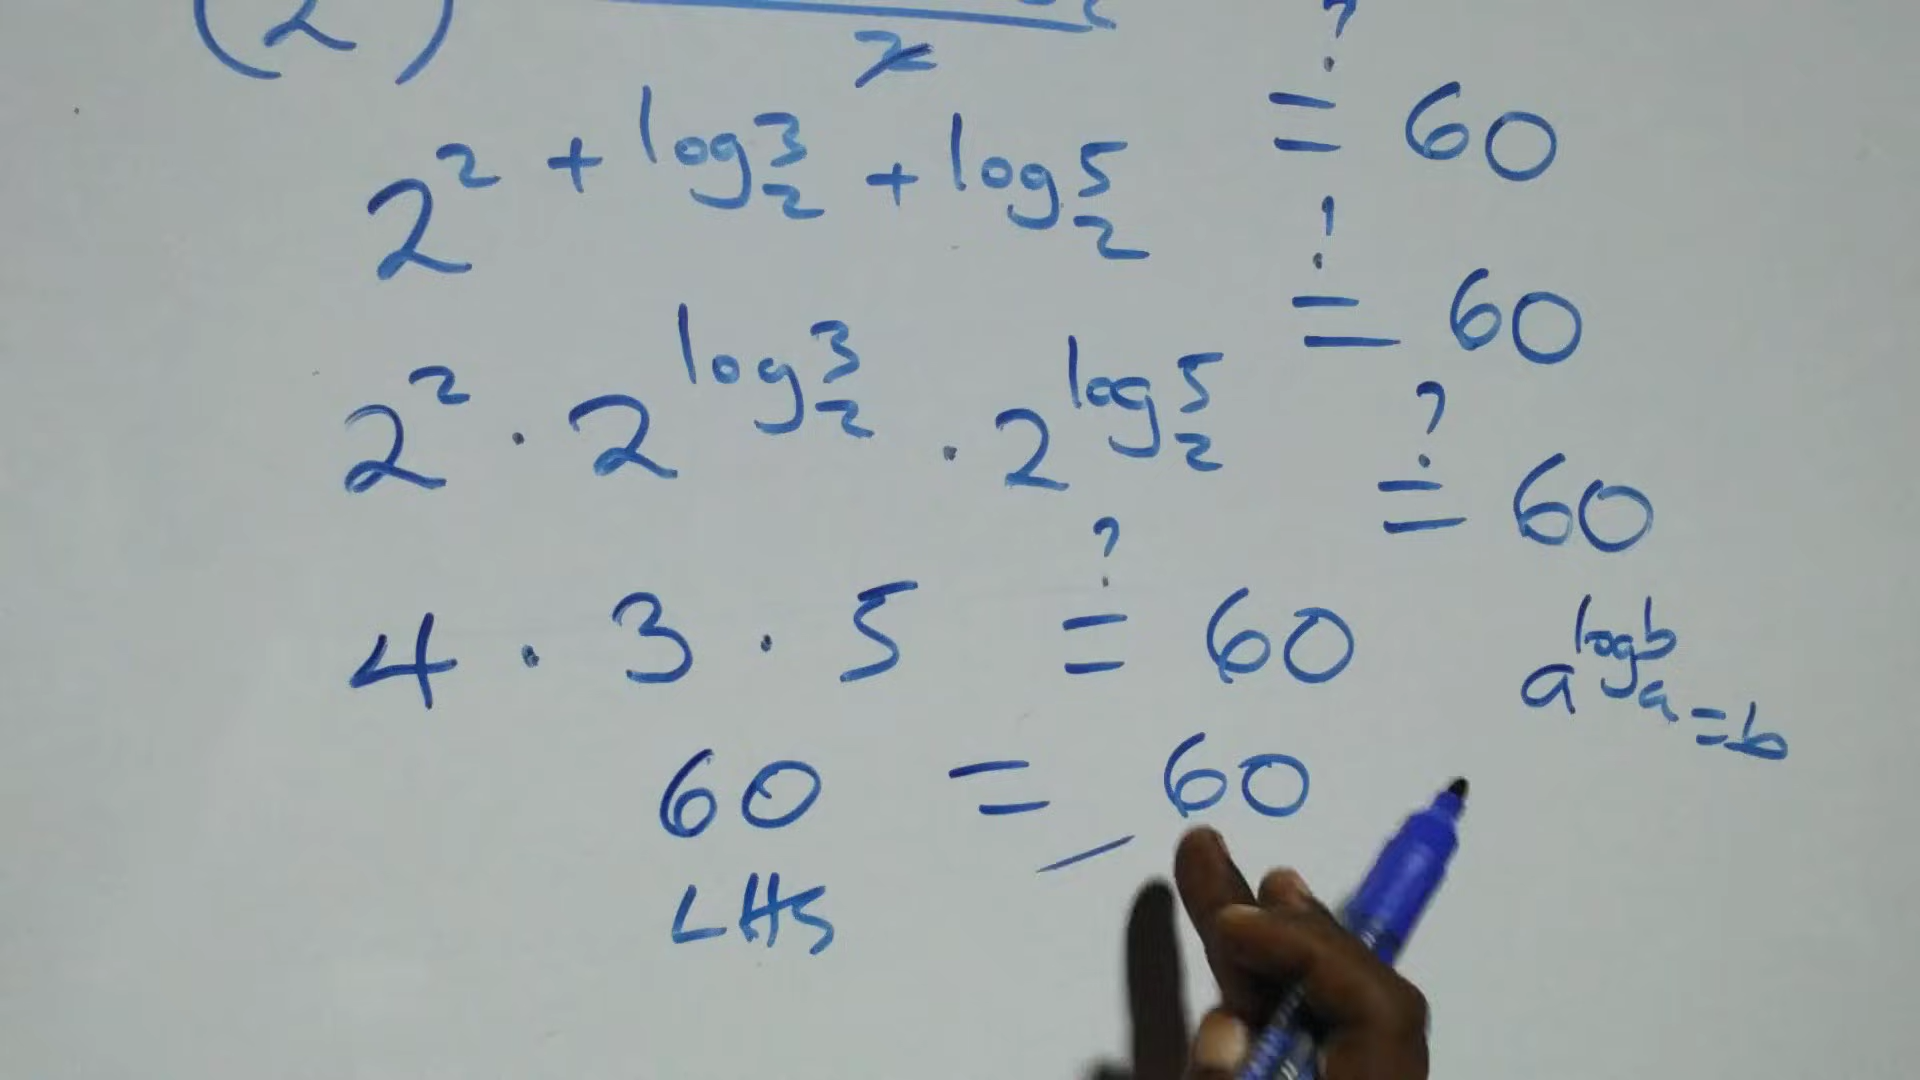 (2) x
2^2 + log_2 3 + log_2 5 ?= 60
2^2 · 2^log_2 3 · 2^log_2 5 ?= 60
?= 60
4 · 3 · 5 ?= 60
a^log_a b = b
60 = 60
LHS